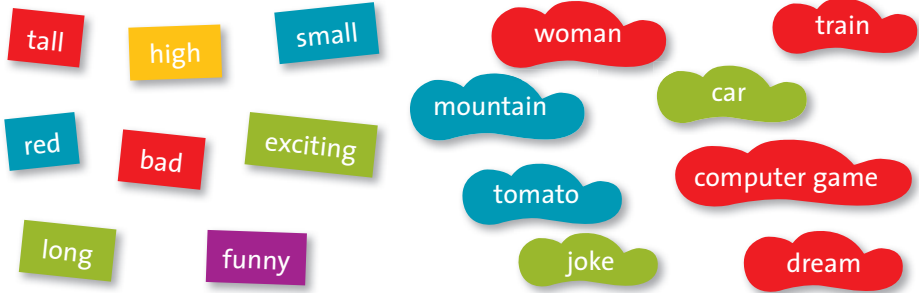 tall
high
small
red
bad
exciting
long
funny
woman
train
mountain
car
tomato
computer game
joke
dream